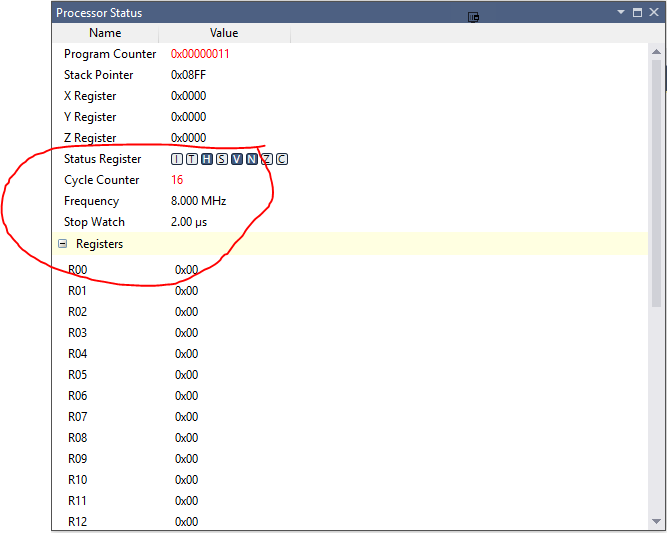 Processor Status
Name Value
Program Counter 0x00000011
Stack Pointer 0x08FF
X Register 0x0000
Y Register 0x0000
Z Register 0x0000
Status Register I T H S V N Z C
Cycle Counter 16
Frequency 8.000 MHz
Stop Watch 2.00 µs
Registers
R00 0x00
R01 0x00
R02 0x00
R03 0x00
R04 0x00
R05 0x00
R06 0x00
R07 0x00
R08 0x00
R09 0x00
R10 0x00
R11 0x00
R12 0x00